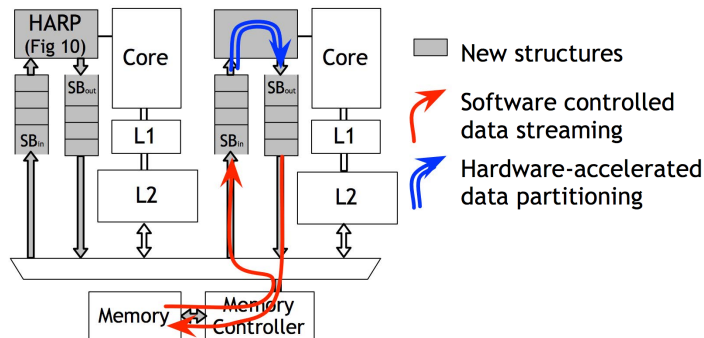 HARP
(Fig 10)
Core
SBin
SBout
L1
L2
SBin
SBout
Core
L1
L2
Memory
Memory
Controller
New structures
Software controlled
data streaming
Hardware-accelerated
data partitioning